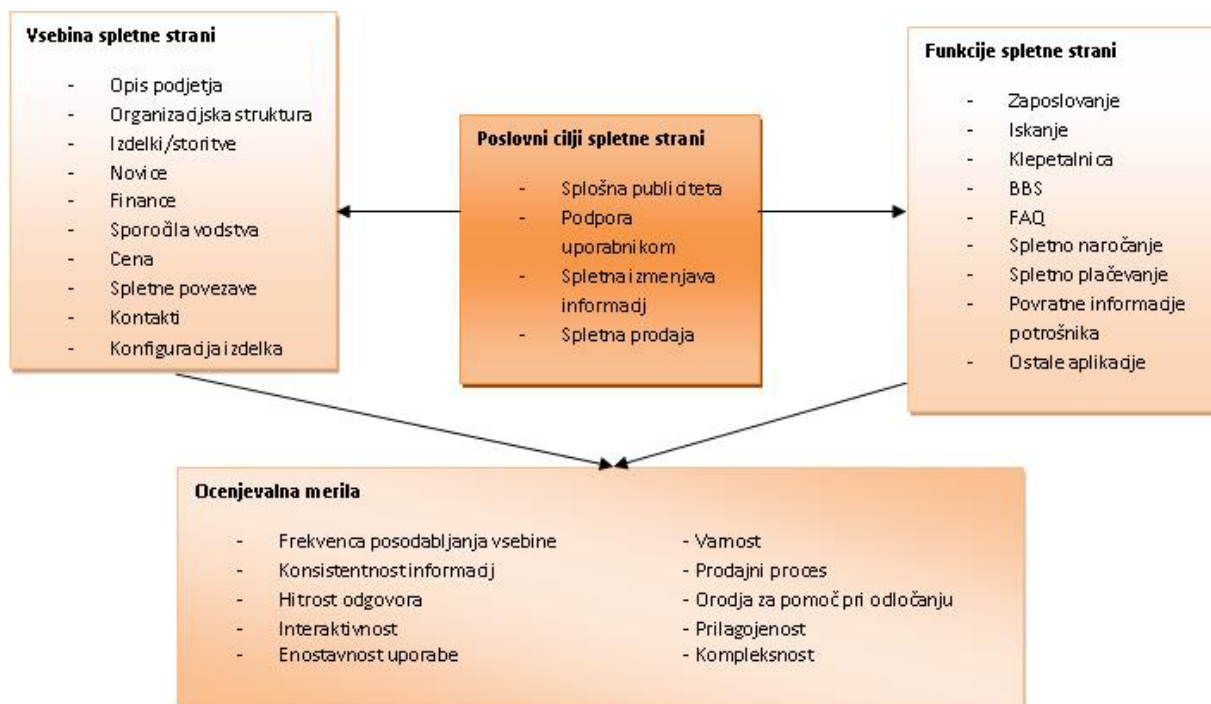 Vsebina spletne strani
- Opis podjetja
- Organizacijska struktura
- Izdelki/storitve
- Novice
- Finance
- Sporočila vodstva
- Cena
- Spletne povezave
- Kontakti
- Konfiguracija izdelka
Poslovni cilji spletne strani
- Splošna publiciteta
- Podpora
uporabnikom
- Spletna izmenjava
informacij
- Spletna prodaja
Funkcije spletne strani
- Zaposlovanje
- Iskanje
- Klepetalnica
- BBS
- FAQ
- Spletno naročanje
- Spletno plačevanje
- Povratne informacije
potrošnika
- Ostale aplikacije
Ocenjevalna merila
- Frekvenca posodabljanja vsebine
- Konsistentnost informacij
- Hitrost odgovora
- Interaktivnost
- Enostavnost uporabe
- Varnost
- Prodajni proces
- Orodja za pomoč pri odločanju
- Prilagojenost
- Kompleksnost